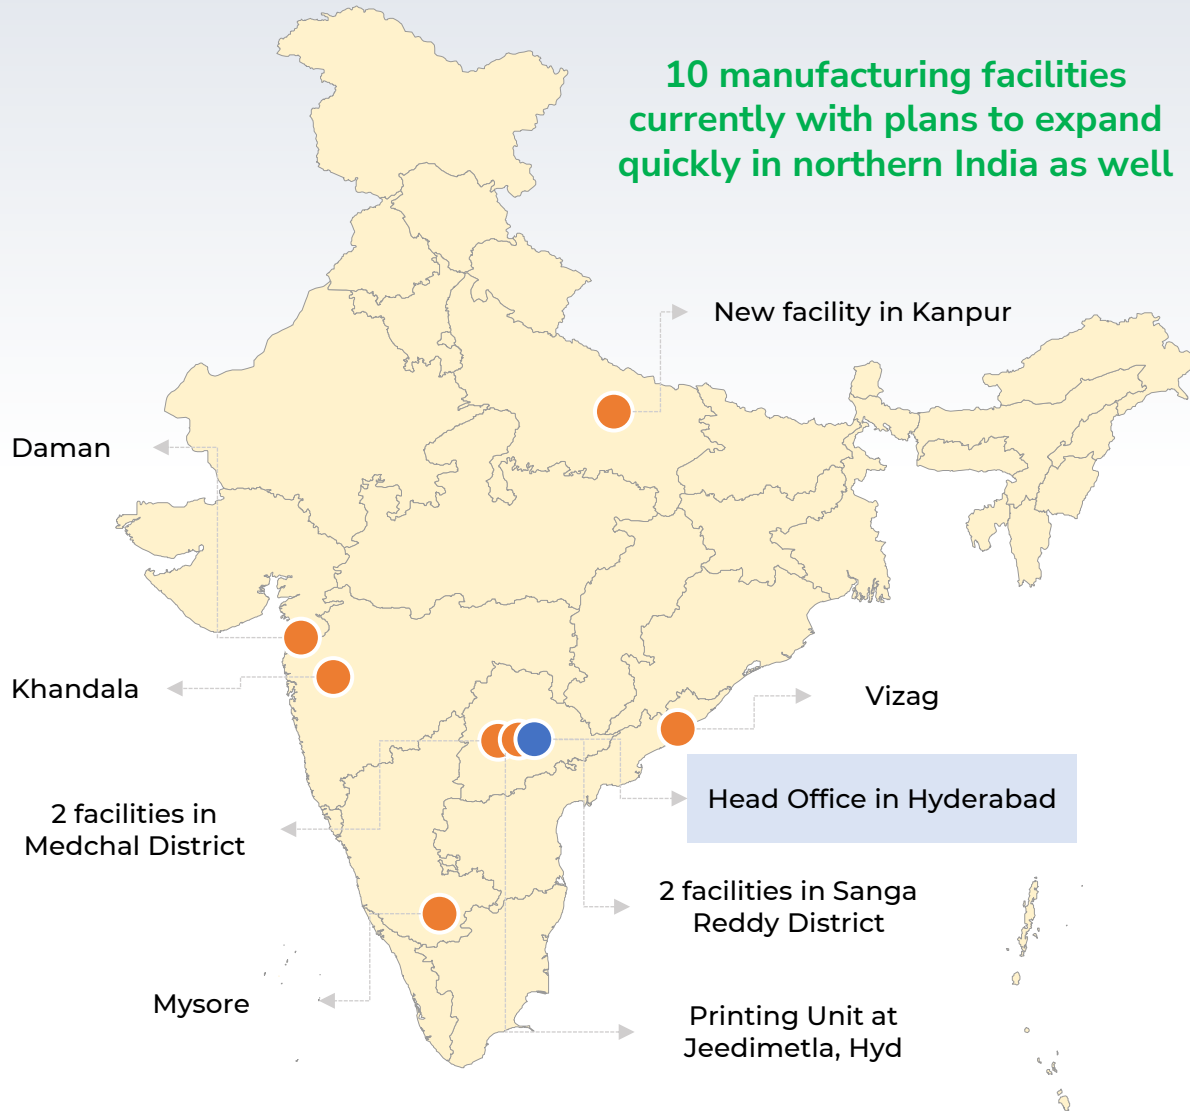 10 manufacturing facilities
currently with plans to expand
quickly in northern India as well
New facility in Kanpur
Daman
Khandala
Vizag
Head Office in Hyderabad
2 facilities in
Medchal District
2 facilities in Sanga
Reddy District
Mysore
Printing Unit at
Jeedimetla, Hyd